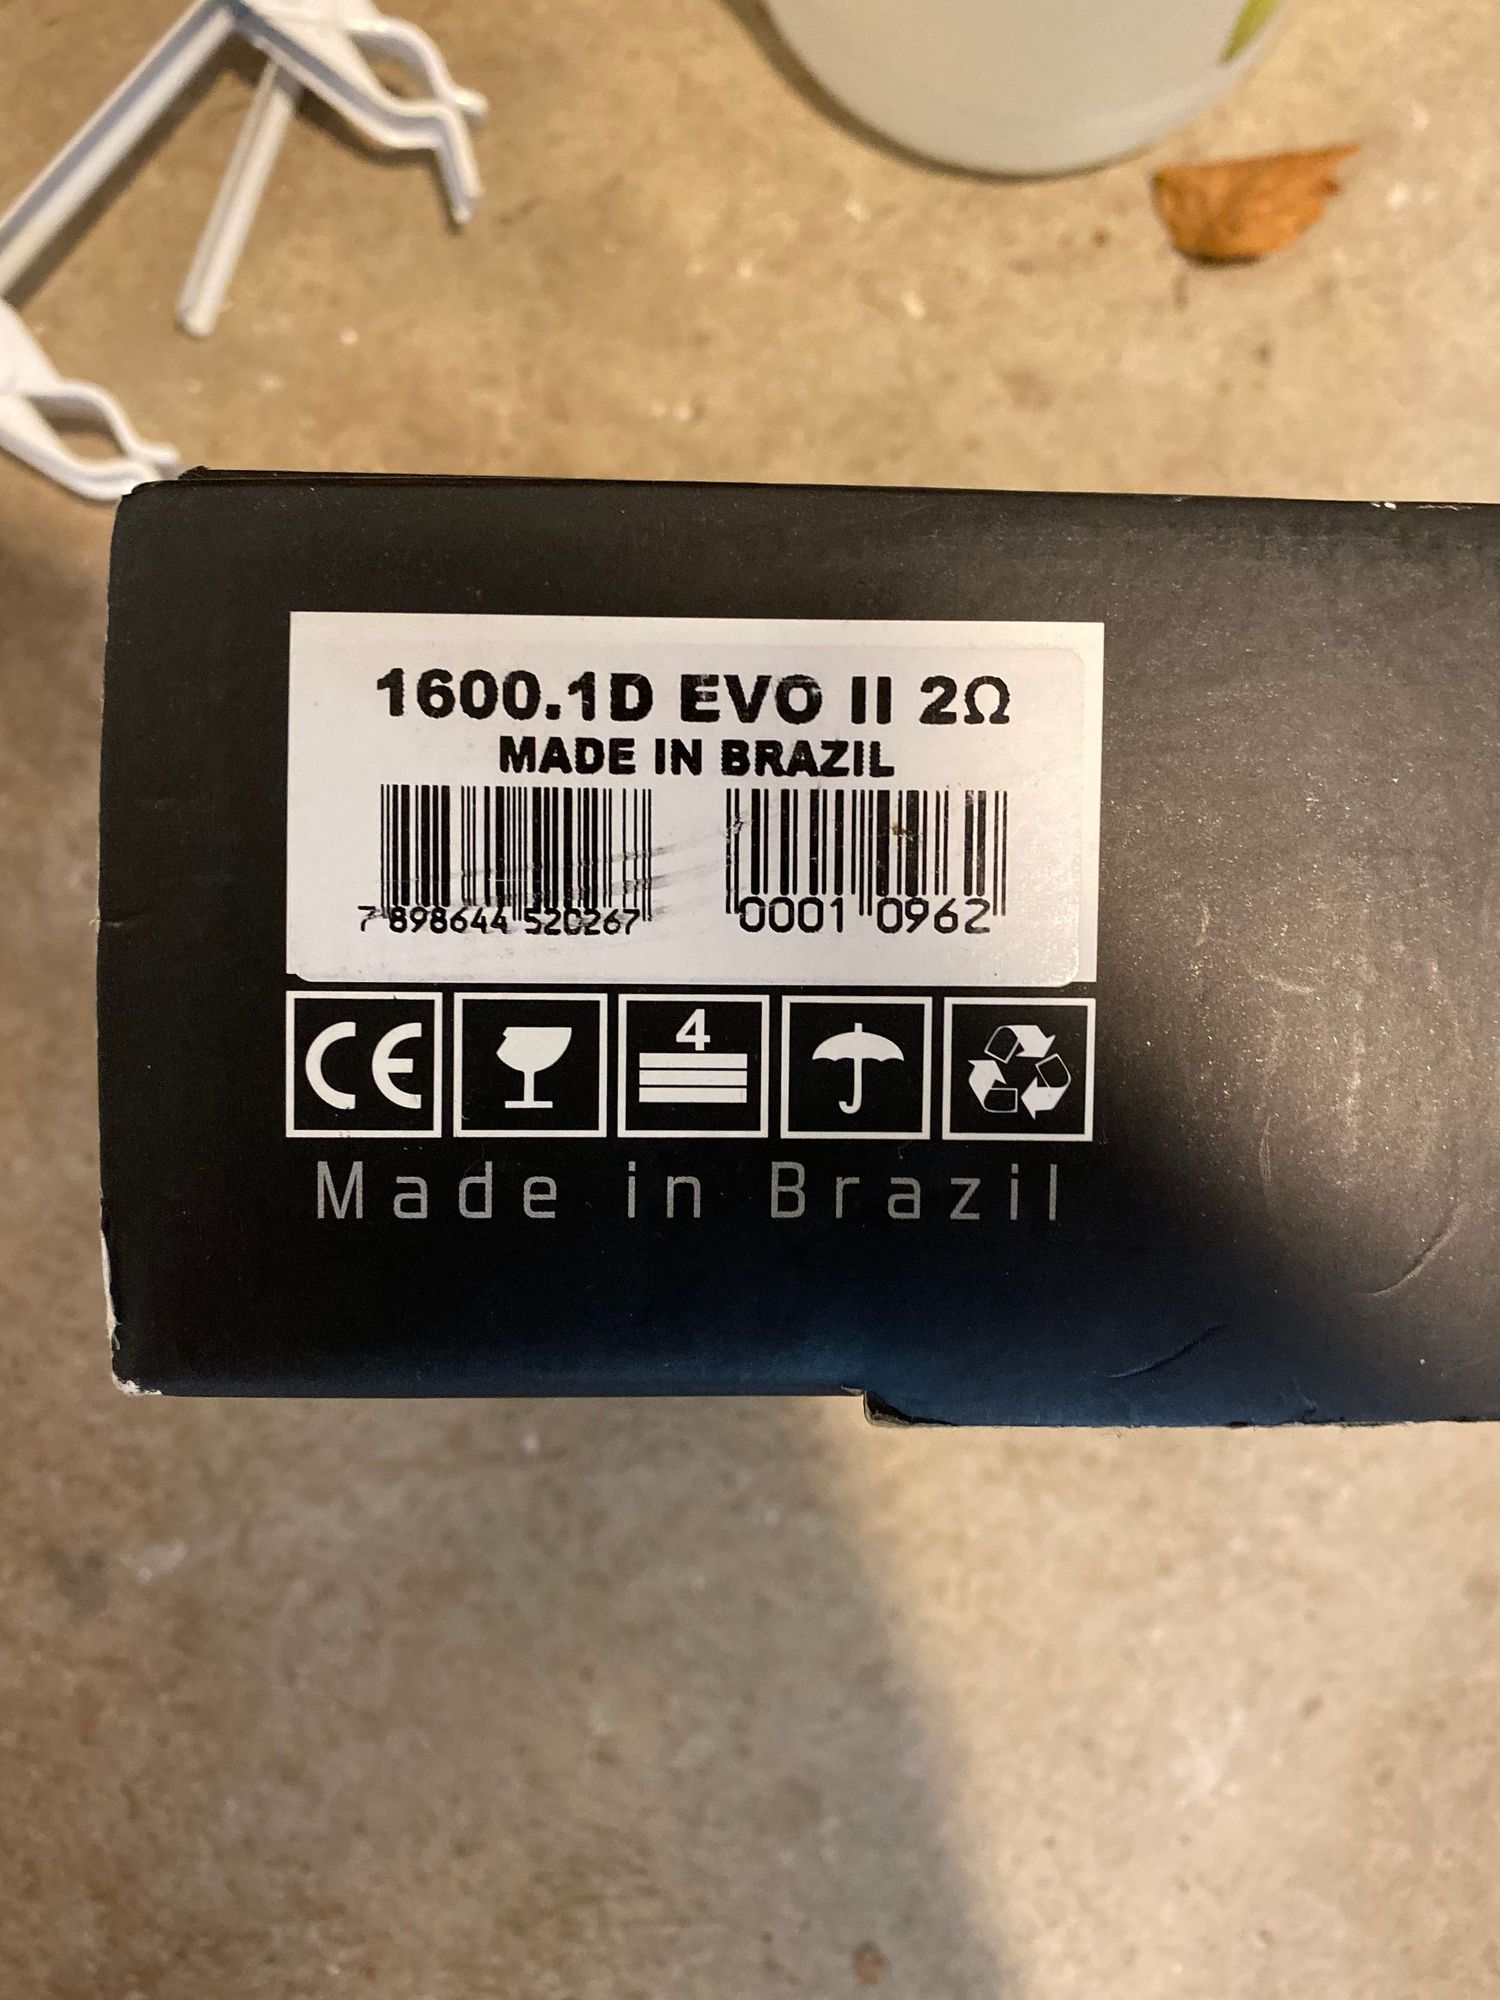 1600.1D EVO II 2Ω
MADE IN BRAZIL
7 898644 520267
0001 0962
CE
4
Made in Brazil